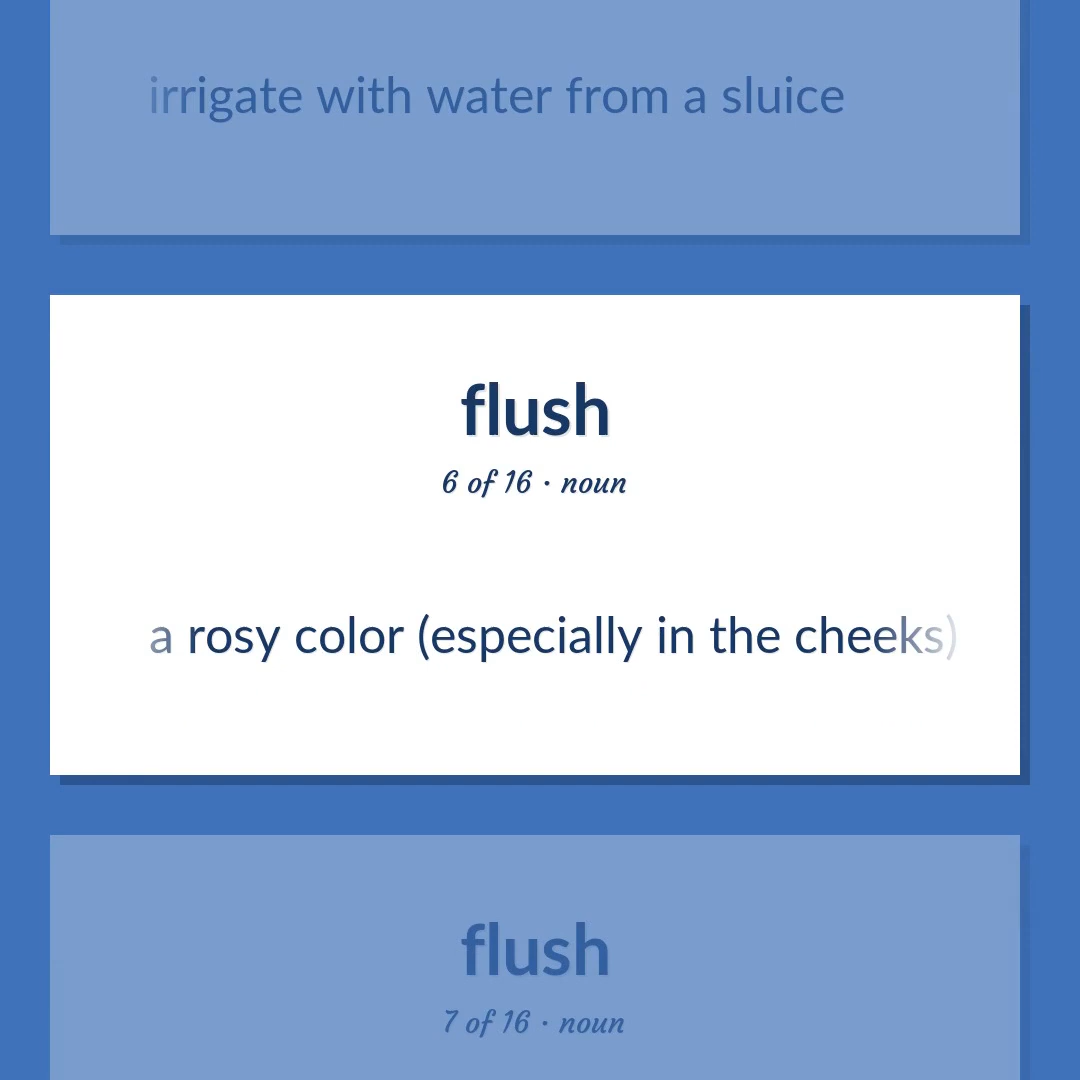 irrigate with water from a sluice
flush
6 of 16 · noun
a rosy color (especially in the cheeks)
flush
7 of 16 · noun